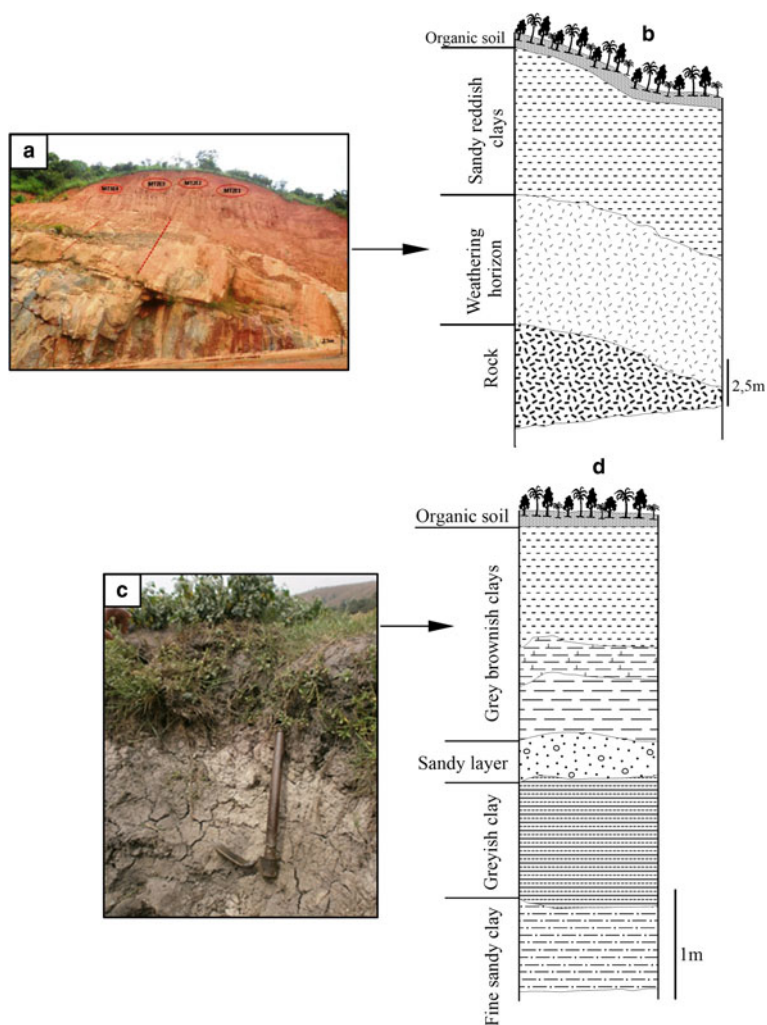 a
b
Organic soil
Sandy reddish
clays
Weathering
horizon
Rock
2,5m
c
d
Organic soil
Grey brownish clays
Sandy layer
Greyish clay
Fine sandy clay
1m